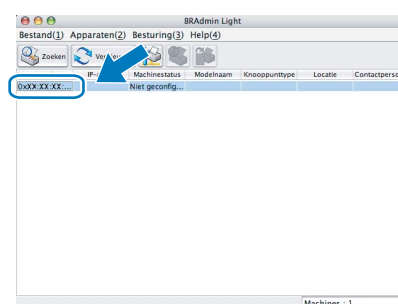 BRAdmin Light
Bestand(1) Apparaten(2) Besturing(3) Help(4)
Zoeken
Machinestatus Modelnaam Knooppunttype Locatie Contactperso
0xXX:XX:XX:... Niet geconfig...
Machines : 1